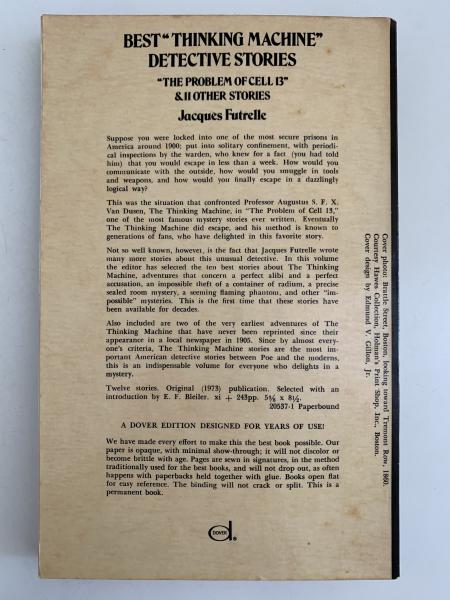 BEST “THINKING MACHINE”
DETECTIVE STORIES
“THE PROBLEM OF CELL 13”
& 11 OTHER STORIES
Jacques Futrelle
Suppose you were locked into one of the most secure prisons in
America around 1900; put into solitary confinement, with periodi-
cal inspections by the warden, who knew for a fact (you had told
him) that you would escape in less than a week. How would you
communicate with the outside, how would you smuggle in tools
and weapons, and how would you finally escape in a dazzlingly
logical way?
This was the situation that confronted Professor Augustus S. F. X.
Van Dusen, The Thinking Machine, in “The Problem of Cell 13,”
one of the most famous mystery stories ever written. Eventually
The Thinking Machine did escape, and his method is known to
generations of fans, who have delighted in this favorite story.
Not so well known, however, is the fact that Jacques Futrelle wrote
many more stories about this unusual detective. In this volume
the editor has selected the ten best stories about The Thinking
Machine, adventures that concern a perfect alibi and a perfect
accusation, an impossible theft of a container of radium, a precise
sealed room mystery, a seeming flaming phantom, and other “im-
possible” mysteries. This is the first time that these stories have
been available for decades.
Also included are two of the very earliest adventures of The
Thinking Machine that have never been reprinted since their
appearance in a local newspaper in 1905. Since by almost every-
one’s criteria, The Thinking Machine stories are the most im-
portant American detective stories between Poe and the moderns,
this is an indispensable volume for everyone who delights in a
mystery.
Twelve stories. Original (1973) publication. Selected with an
introduction by E. F. Bleiler. xi + 243pp. 5⅜ x 8½.
20537-1 Paperbound
A DOVER EDITION DESIGNED FOR YEARS OF USE!
We have made every effort to make this the best book possible. Our
paper is opaque, with minimal show-through; it will not discolor or
become brittle with age. Pages are sewn in signatures, in the method
traditionally used for the best books, and will not drop out, as often
happens with paperbacks held together with glue. Books open flat
for easy reference. The binding will not crack or split. This is a
permanent book.
DOVER
Cover photo: Brattle Street, Boston, looking toward Tremont Row, 1860.
Courtesy Hawes Collection, Holman’s Print Shop, Inc., Boston.
Cover design by Edmund V. Gillon, Jr.